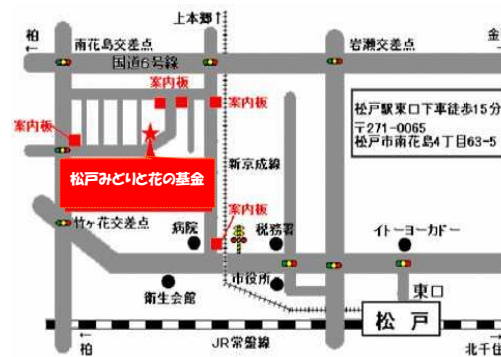 上本郷↑
柏
←
南花島交差点
岩瀬交差点
金
国道6号線
案内板
案内板
松戸駅東口下車徒歩15分
〒271-0065
松戸市南花島4丁目63-5
案内板
新京成線
松戸みどりと花の基金
案内板
竹ヶ花交差点
病院
税務署
イトーヨーカドー
市役所
衛生会館
東口
松戸
←
柏
JR常盤線
→
北千住